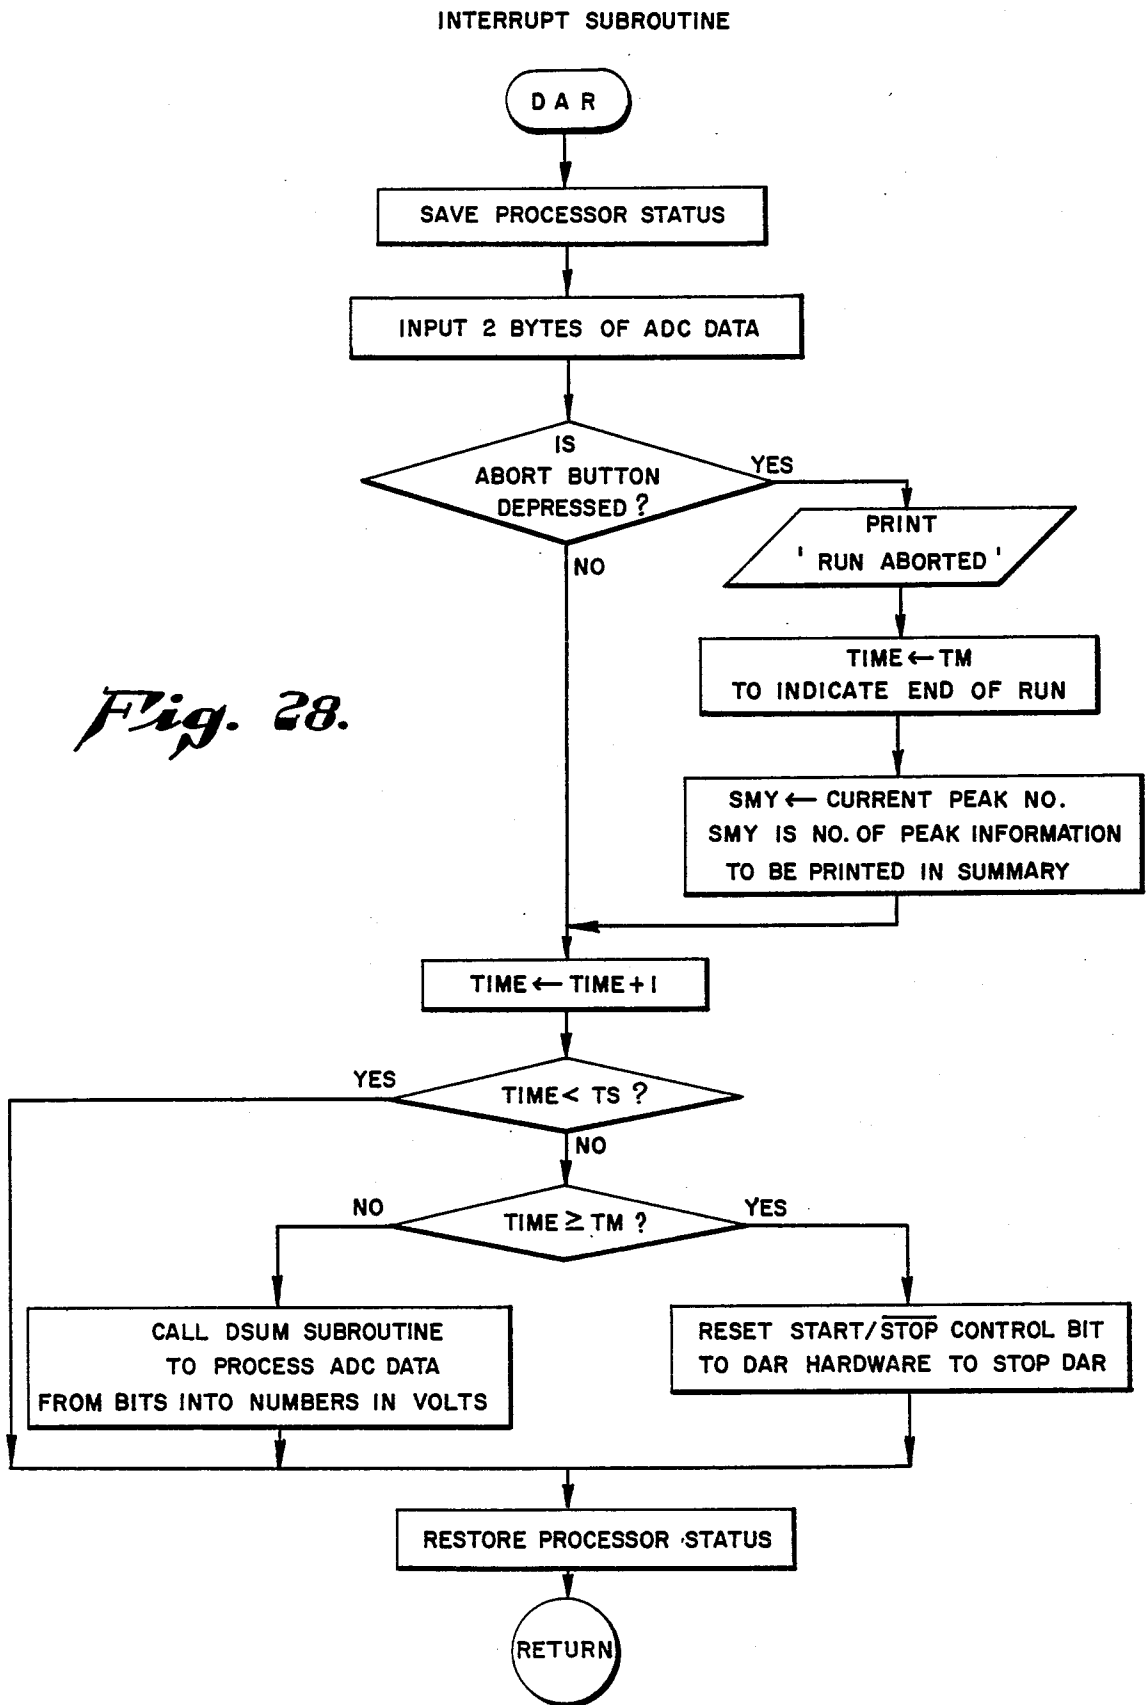 INTERRUPT SUBROUTINE
DAR
SAVE PROCESSOR STATUS
INPUT 2 BYTES OF ADC DATA
IS
ABORT BUTTON
DEPRESSED?
YES
NO
PRINT
' RUN ABORTED '
TIME ← TM
TO INDICATE END OF RUN
Fig. 28.
SMY ← CURRENT PEAK NO.
SMY IS NO. OF PEAK INFORMATION
TO BE PRINTED IN SUMMARY
TIME ← TIME + 1
YES
TIME < TS ?
NO
NO
TIME ≥ TM ?
YES
CALL DSUM SUBROUTINE
TO PROCESS ADC DATA
FROM BITS INTO NUMBERS IN VOLTS
RESET START/S̅T̅O̅P̅ CONTROL BIT
TO DAR HARDWARE TO STOP DAR
RESTORE PROCESSOR STATUS
RETURN